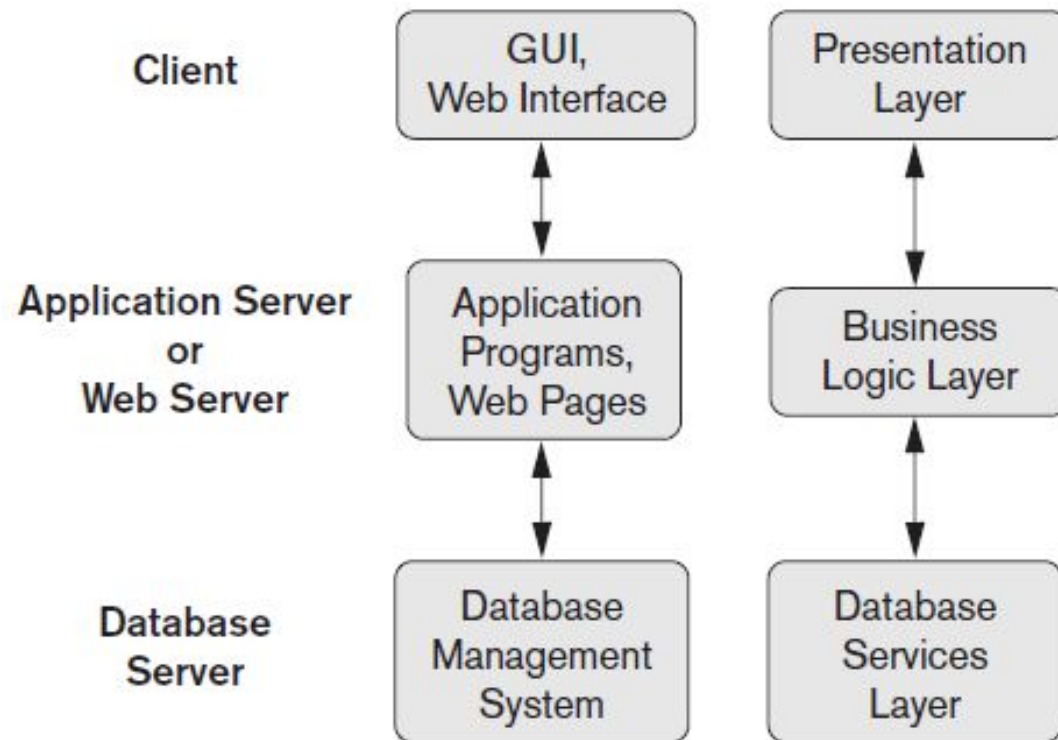 Client
GUI,
Web Interface
Presentation
Layer
Application Server
or
Web Server
Application
Programs,
Web Pages
Business
Logic Layer
Database
Server
Database
Management
System
Database
Services
Layer